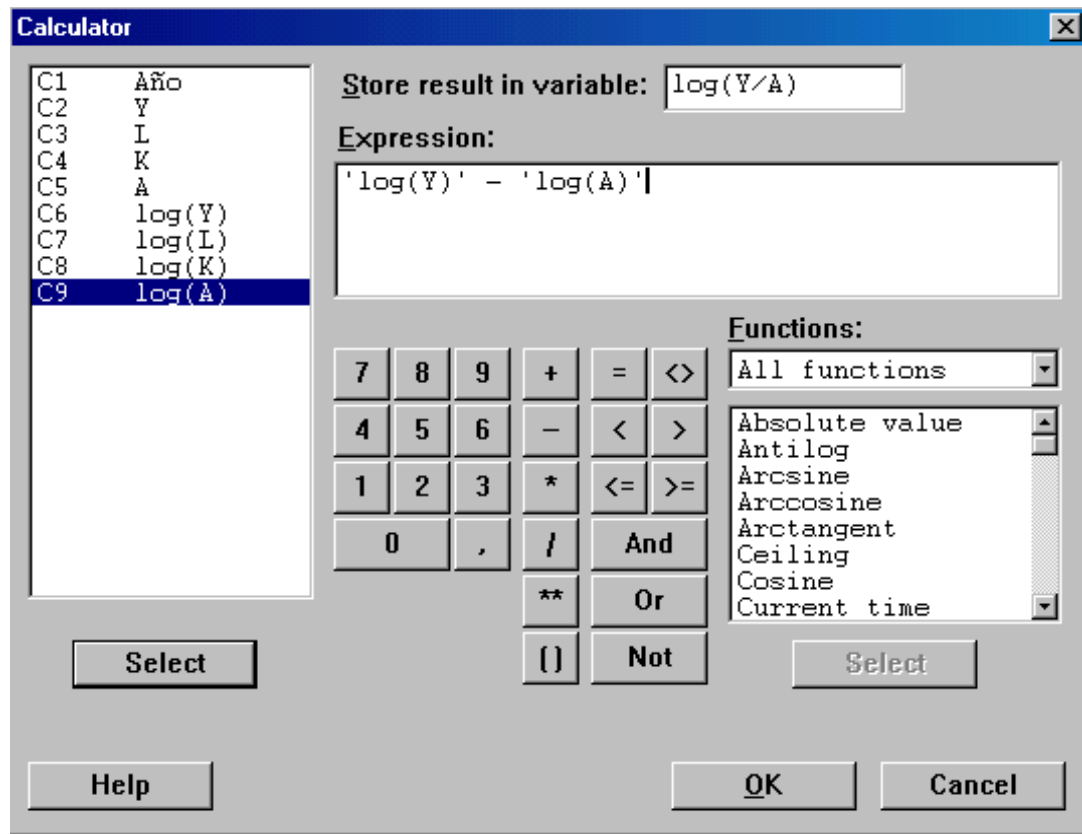 Calculator
C1 Año
C2 Y
C3 L
C4 K
C5 A
C6 log(Y)
C7 log(L)
C8 log(K)
C9 log(A)
Select
Store result in variable: log(Y/A)
Expression:
'log(Y)' - 'log(A)'
7 8 9 + = <>
4 5 6 - < >
1 2 3 * <= >=
0 , / And
** Or
() Not
Functions:
All functions
Absolute value
Antilog
Arcsine
Arccosine
Arctangent
Ceiling
Cosine
Current time
Select
Help
OK
Cancel